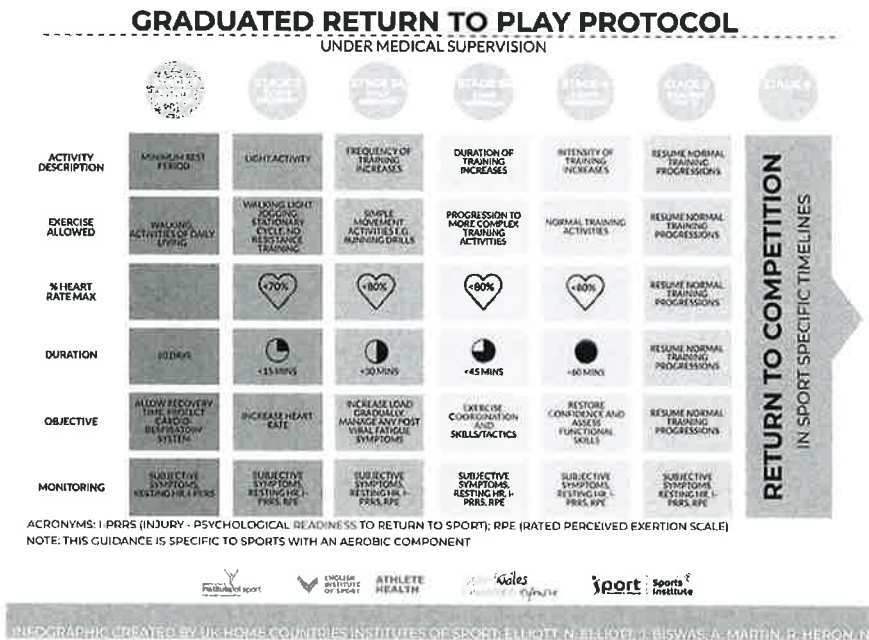 GRADUATED RETURN TO PLAY PROTOCOL
UNDER MEDICAL SUPERVISION
ACTIVITY
DESCRIPTION
MINIMUM REST
PERIOD
LIGHT ACTIVITY
FREQUENCY OF
TRAINING
INCREASES
DURATION OF
TRAINING
INCREASES
INTENSITY OF
TRAINING
INCREASES
RESUME NORMAL
TRAINING
PROGRESSIONS
EXERCISE
ALLOWED
WALKING,
ACTIVITIES OF DAILY
LIVING
WALKING, LIGHT
JOGGING,
STATIONARY
CYCLE, NO
RESISTANCE
TRAINING
SIMPLE
MOVEMENT
ACTIVITIES E.G.
RUNNING DRILLS
PROGRESSION TO
MORE COMPLEX
TRAINING
ACTIVITIES
NORMAL TRAINING
ACTIVITIES
RESUME NORMAL
TRAINING
PROGRESSIONS
% HEART
RATE MAX
<70%
<80%
<80%
<80%
RESUME NORMAL
TRAINING
PROGRESSIONS
DURATION
10 DAYS
<15 MINS
<30 MINS
<45 MINS
<60 MINS
RESUME NORMAL
TRAINING
PROGRESSIONS
OBJECTIVE
ALLOW RECOVERY
TIME, PROTECT
CARDIO-
RESPIRATORY
SYSTEM
INCREASE HEART
RATE
INCREASE LOAD
GRADUALLY,
MANAGE ANY POST
VIRAL FATIGUE
SYMPTOMS
EXERCISE
COORDINATION
AND
SKILLS/TACTICS
RESTORE
CONFIDENCE AND
ASSESS
FUNCTIONAL
SKILLS
RESUME NORMAL
TRAINING
PROGRESSIONS
MONITORING
SUBJECTIVE
SYMPTOMS,
RESTING HR, I-PRRS
SUBJECTIVE
SYMPTOMS,
RESTING HR, I-
PRRS, RPE
SUBJECTIVE
SYMPTOMS,
RESTING HR, I-
PRRS, RPE
SUBJECTIVE
SYMPTOMS,
RESTING HR, I-
PRRS, RPE
SUBJECTIVE
SYMPTOMS,
RESTING HR, I-
PRRS, RPE
SUBJECTIVE
SYMPTOMS,
RESTING HR, I-
PRRS, RPE
RETURN TO COMPETITION
IN SPORT SPECIFIC TIMELINES
ACRONYMS: I-PRRS (INJURY - PSYCHOLOGICAL READINESS TO RETURN TO SPORT); RPE (RATED PERCEIVED EXERTION SCALE)
NOTE: THIS GUIDANCE IS SPECIFIC TO SPORTS WITH AN AEROBIC COMPONENT
institute of sport
ENGLISH
INSTITUTE
OF SPORT
ATHLETE
HEALTH
Wales
sport
Sports
Institute
INFOGRAPHIC CREATED BY UK HOME COUNTRIES INSTITUTES OF SPORT: ELLIOTT. N, ELLIOTT. J, BISWAS. A, MARTIN. R, HERON. N